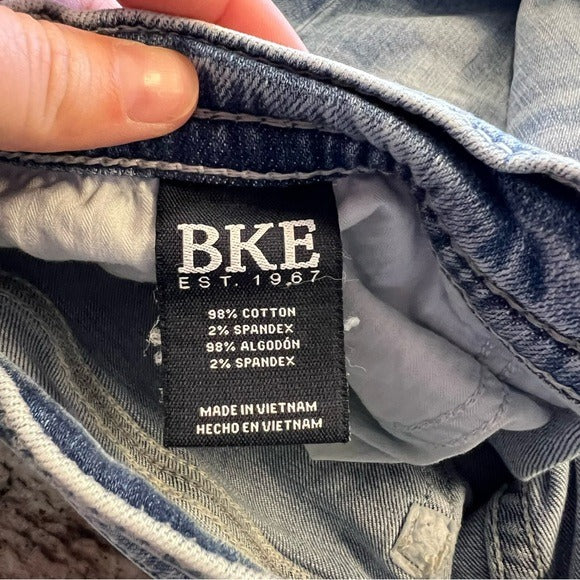 BKE
EST. 1967
98% COTTON
2% SPANDEX
98% ALGODÓN
2% SPANDEX
MADE IN VIETNAM
HECHO EN VIETNAM